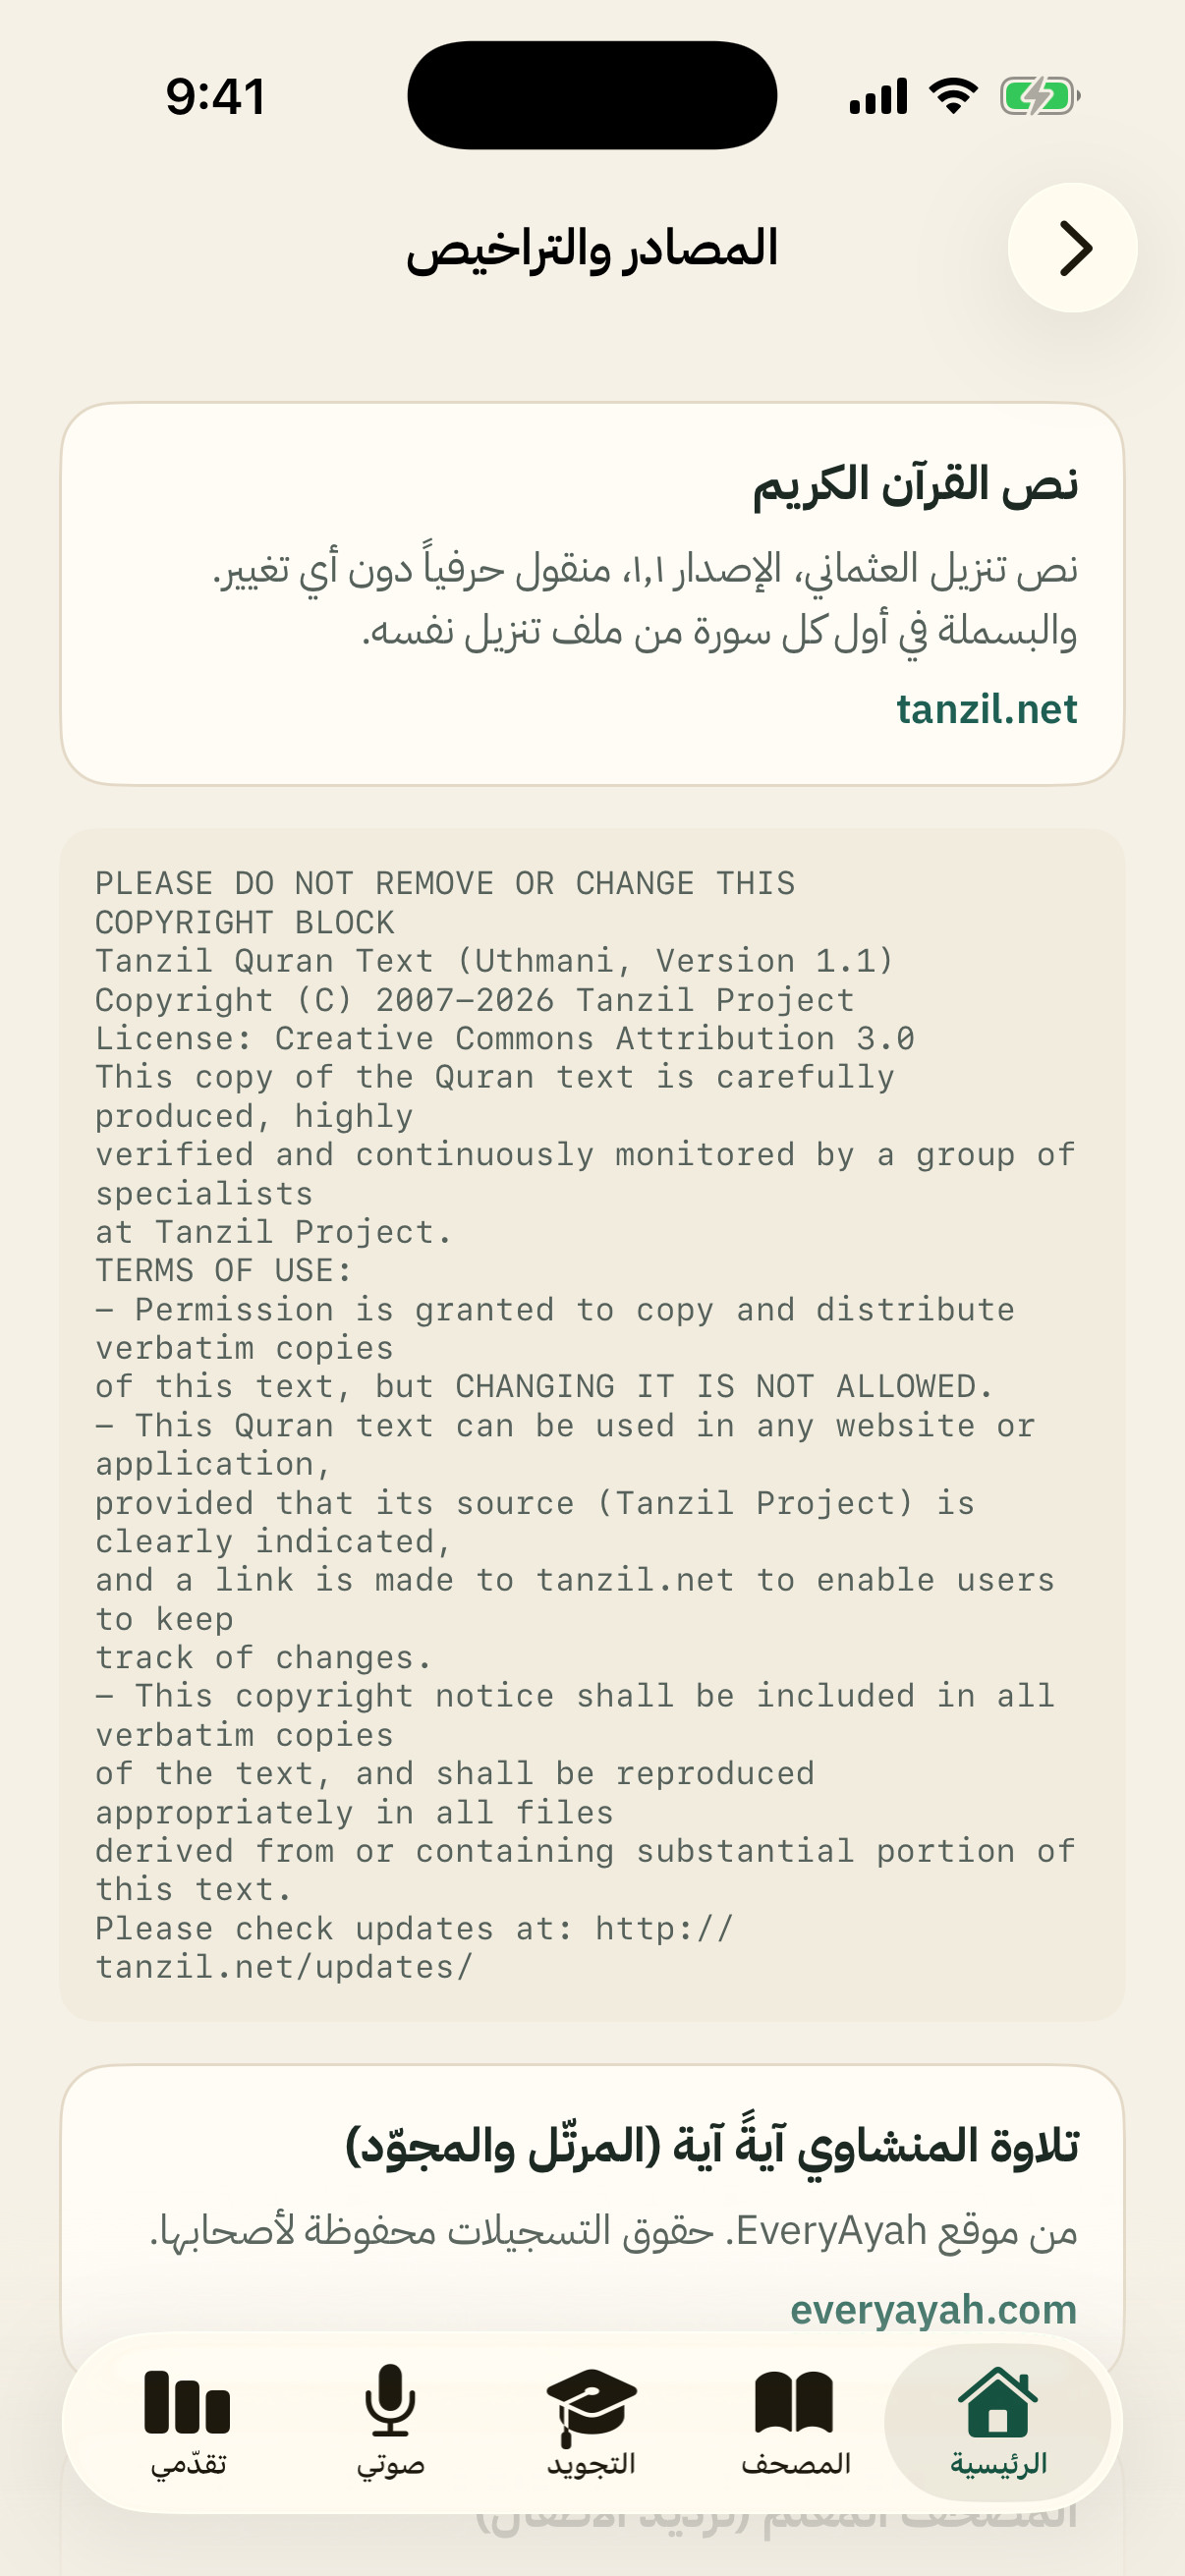 9:41
المصادر والتراخيص
نص القرآن الكريم
نص تنزيل العثماني، الإصدار ١,١، منقول حرفياً دون أي تغيير.
والبسملة في أول كل سورة من ملف تنزيل نفسه.
tanzil.net
PLEASE DO NOT REMOVE OR CHANGE THIS
COPYRIGHT BLOCK
Tanzil Quran Text (Uthmani, Version 1.1)
Copyright (C) 2007–2026 Tanzil Project
License: Creative Commons Attribution 3.0
This copy of the Quran text is carefully
produced, highly
verified and continuously monitored by a group of
specialists
at Tanzil Project.
TERMS OF USE:
– Permission is granted to copy and distribute
verbatim copies
of this text, but CHANGING IT IS NOT ALLOWED.
– This Quran text can be used in any website or
application,
provided that its source (Tanzil Project) is
clearly indicated,
and a link is made to tanzil.net to enable users
to keep
track of changes.
– This copyright notice shall be included in all
verbatim copies
of the text, and shall be reproduced
appropriately in all files
derived from or containing substantial portion of
this text.
Please check updates at: http://
tanzil.net/updates/
تلاوة المنشاوي آيةً آية (المرتّل والمجوّد)
من موقع EveryAyah. حقوق التسجيلات محفوظة لأصحابها.
everyayah.com
الرئيسية
المصحف
التجويد
صوتي
تقدّمي